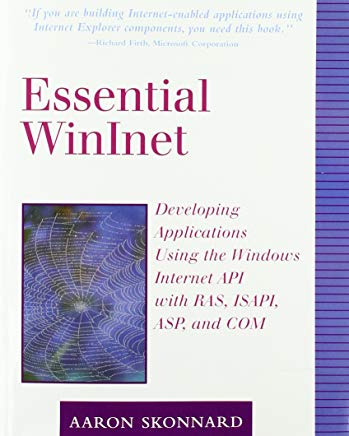 "If you are building Internet-enabled applications using
Internet Explorer components, you need this book."
—Richard Firth, Microsoft Corporation
Essential
WinInet
Developing
Applications
Using the Windows
Internet API
with RAS, ISAPI,
ASP, and COM
AARON SKONNARD